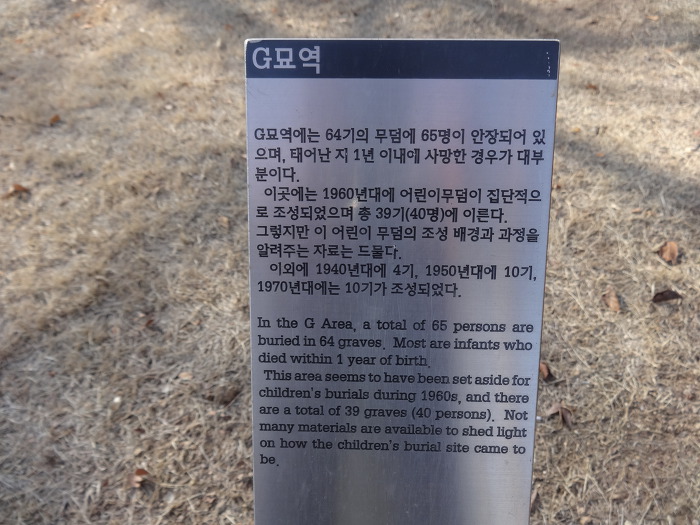 G묘역
G묘역에는 64기의 무덤에 65명이 안장되어 있
으며, 태어난 지 1년 이내에 사망한 경우가 대부
분이다.
이곳에는 1960년대에 어린이무덤이 집단적으
로 조성되었으며 총 39기(40명)에 이른다.
그렇지만 이 어린이 무덤의 조성 배경과 과정을
알려주는 자료는 드물다.
이외에 1940년대에 4기, 1950년대에 10기,
1970년대에는 10기가 조성되었다.
In the G Area, a total of 65 persons are
buried in 64 graves. Most are infants who
died within 1 year of birth.
This area seems to have been set aside for
children's burials during 1960s, and there
are a total of 39 graves (40 persons). Not
many materials are available to shed light
on how the children's burial site came to
be.